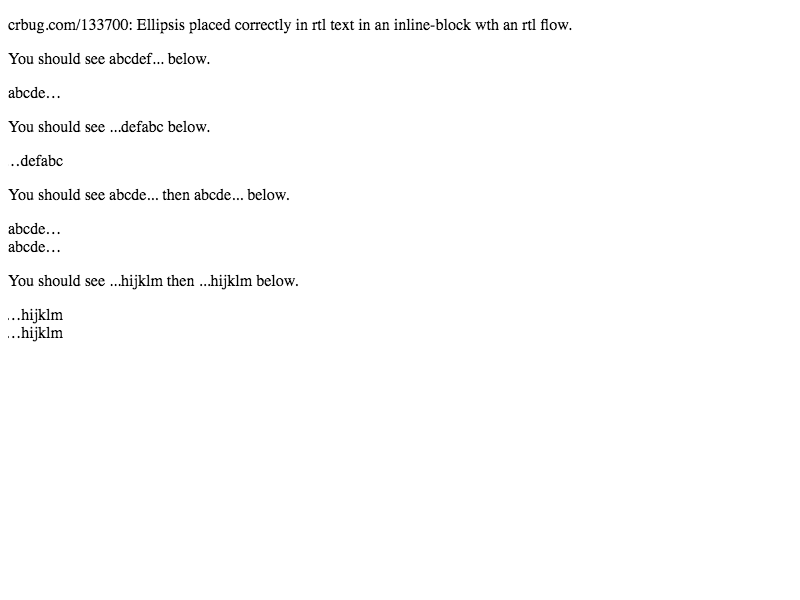 crbug.com/133700: Ellipsis placed correctly in rtl text in an inline-block wth an rtl flow.
You should see abcdef... below.
abcde…
You should see ...defabc below.
..defabc
You should see abcde... then abcde... below.
abcde…
abcde…
You should see ...hijklm then ...hijklm below.
…hijklm
…hijklm